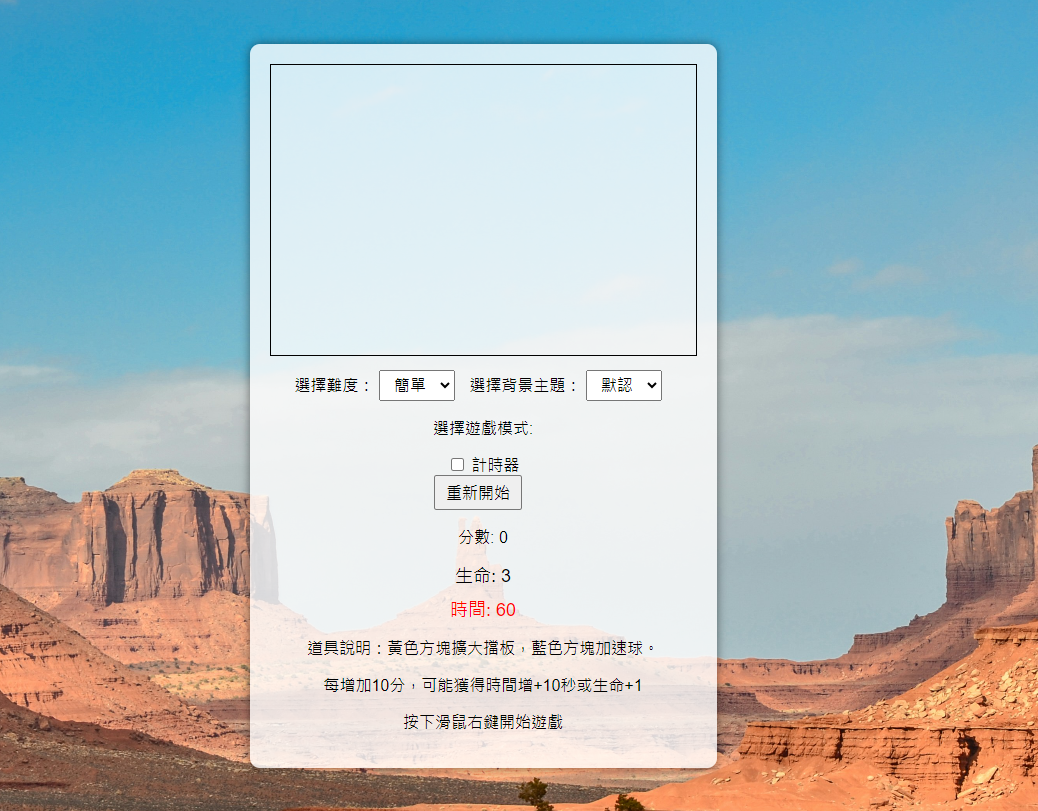 選擇難度： 簡單 選擇背景主題： 默認
選擇遊戲模式:
計時器
重新開始
分數: 0
生命: 3
時間: 60
道具說明：黃色方塊擴大擋板，藍色方塊加速球。
每增加10分，可能獲得時間增+10秒或生命+1
按下滑鼠右鍵開始遊戲